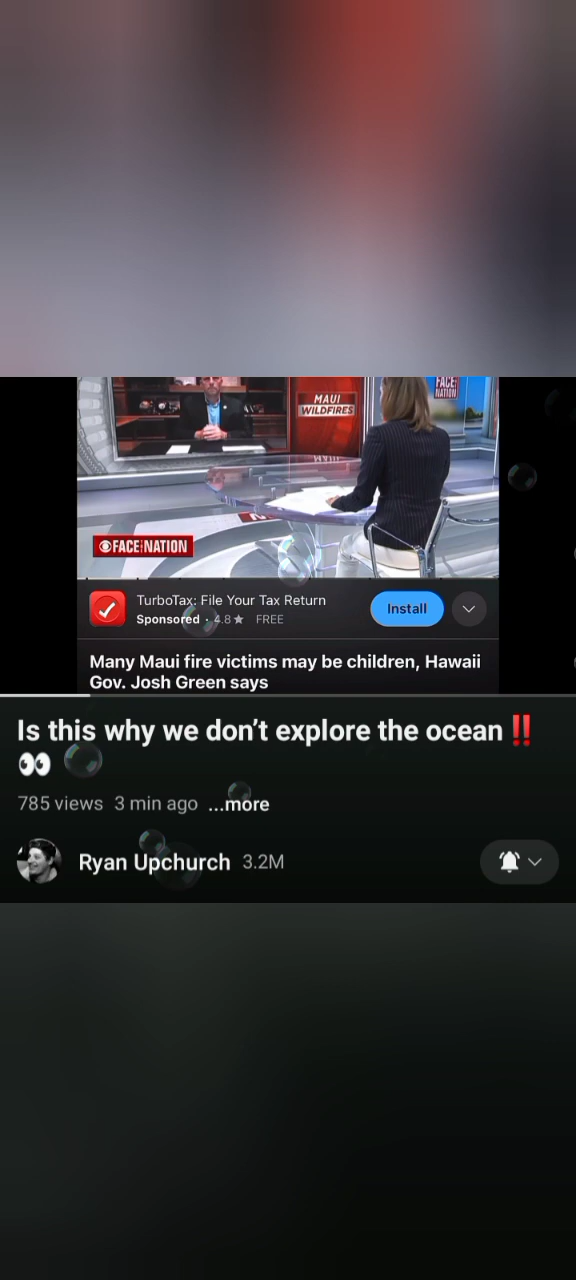 MAUI
WILDFIRES
FACE
NATION
FACE THE NATION
TurboTax: File Your Tax Return
Install
Sponsored · 4.8★ FREE
Many Maui fire victims may be children, Hawaii
Gov. Josh Green says
Is this why we don’t explore the ocean‼️
👀
785 views 3 min ago ...more
Ryan Upchurch 3.2M